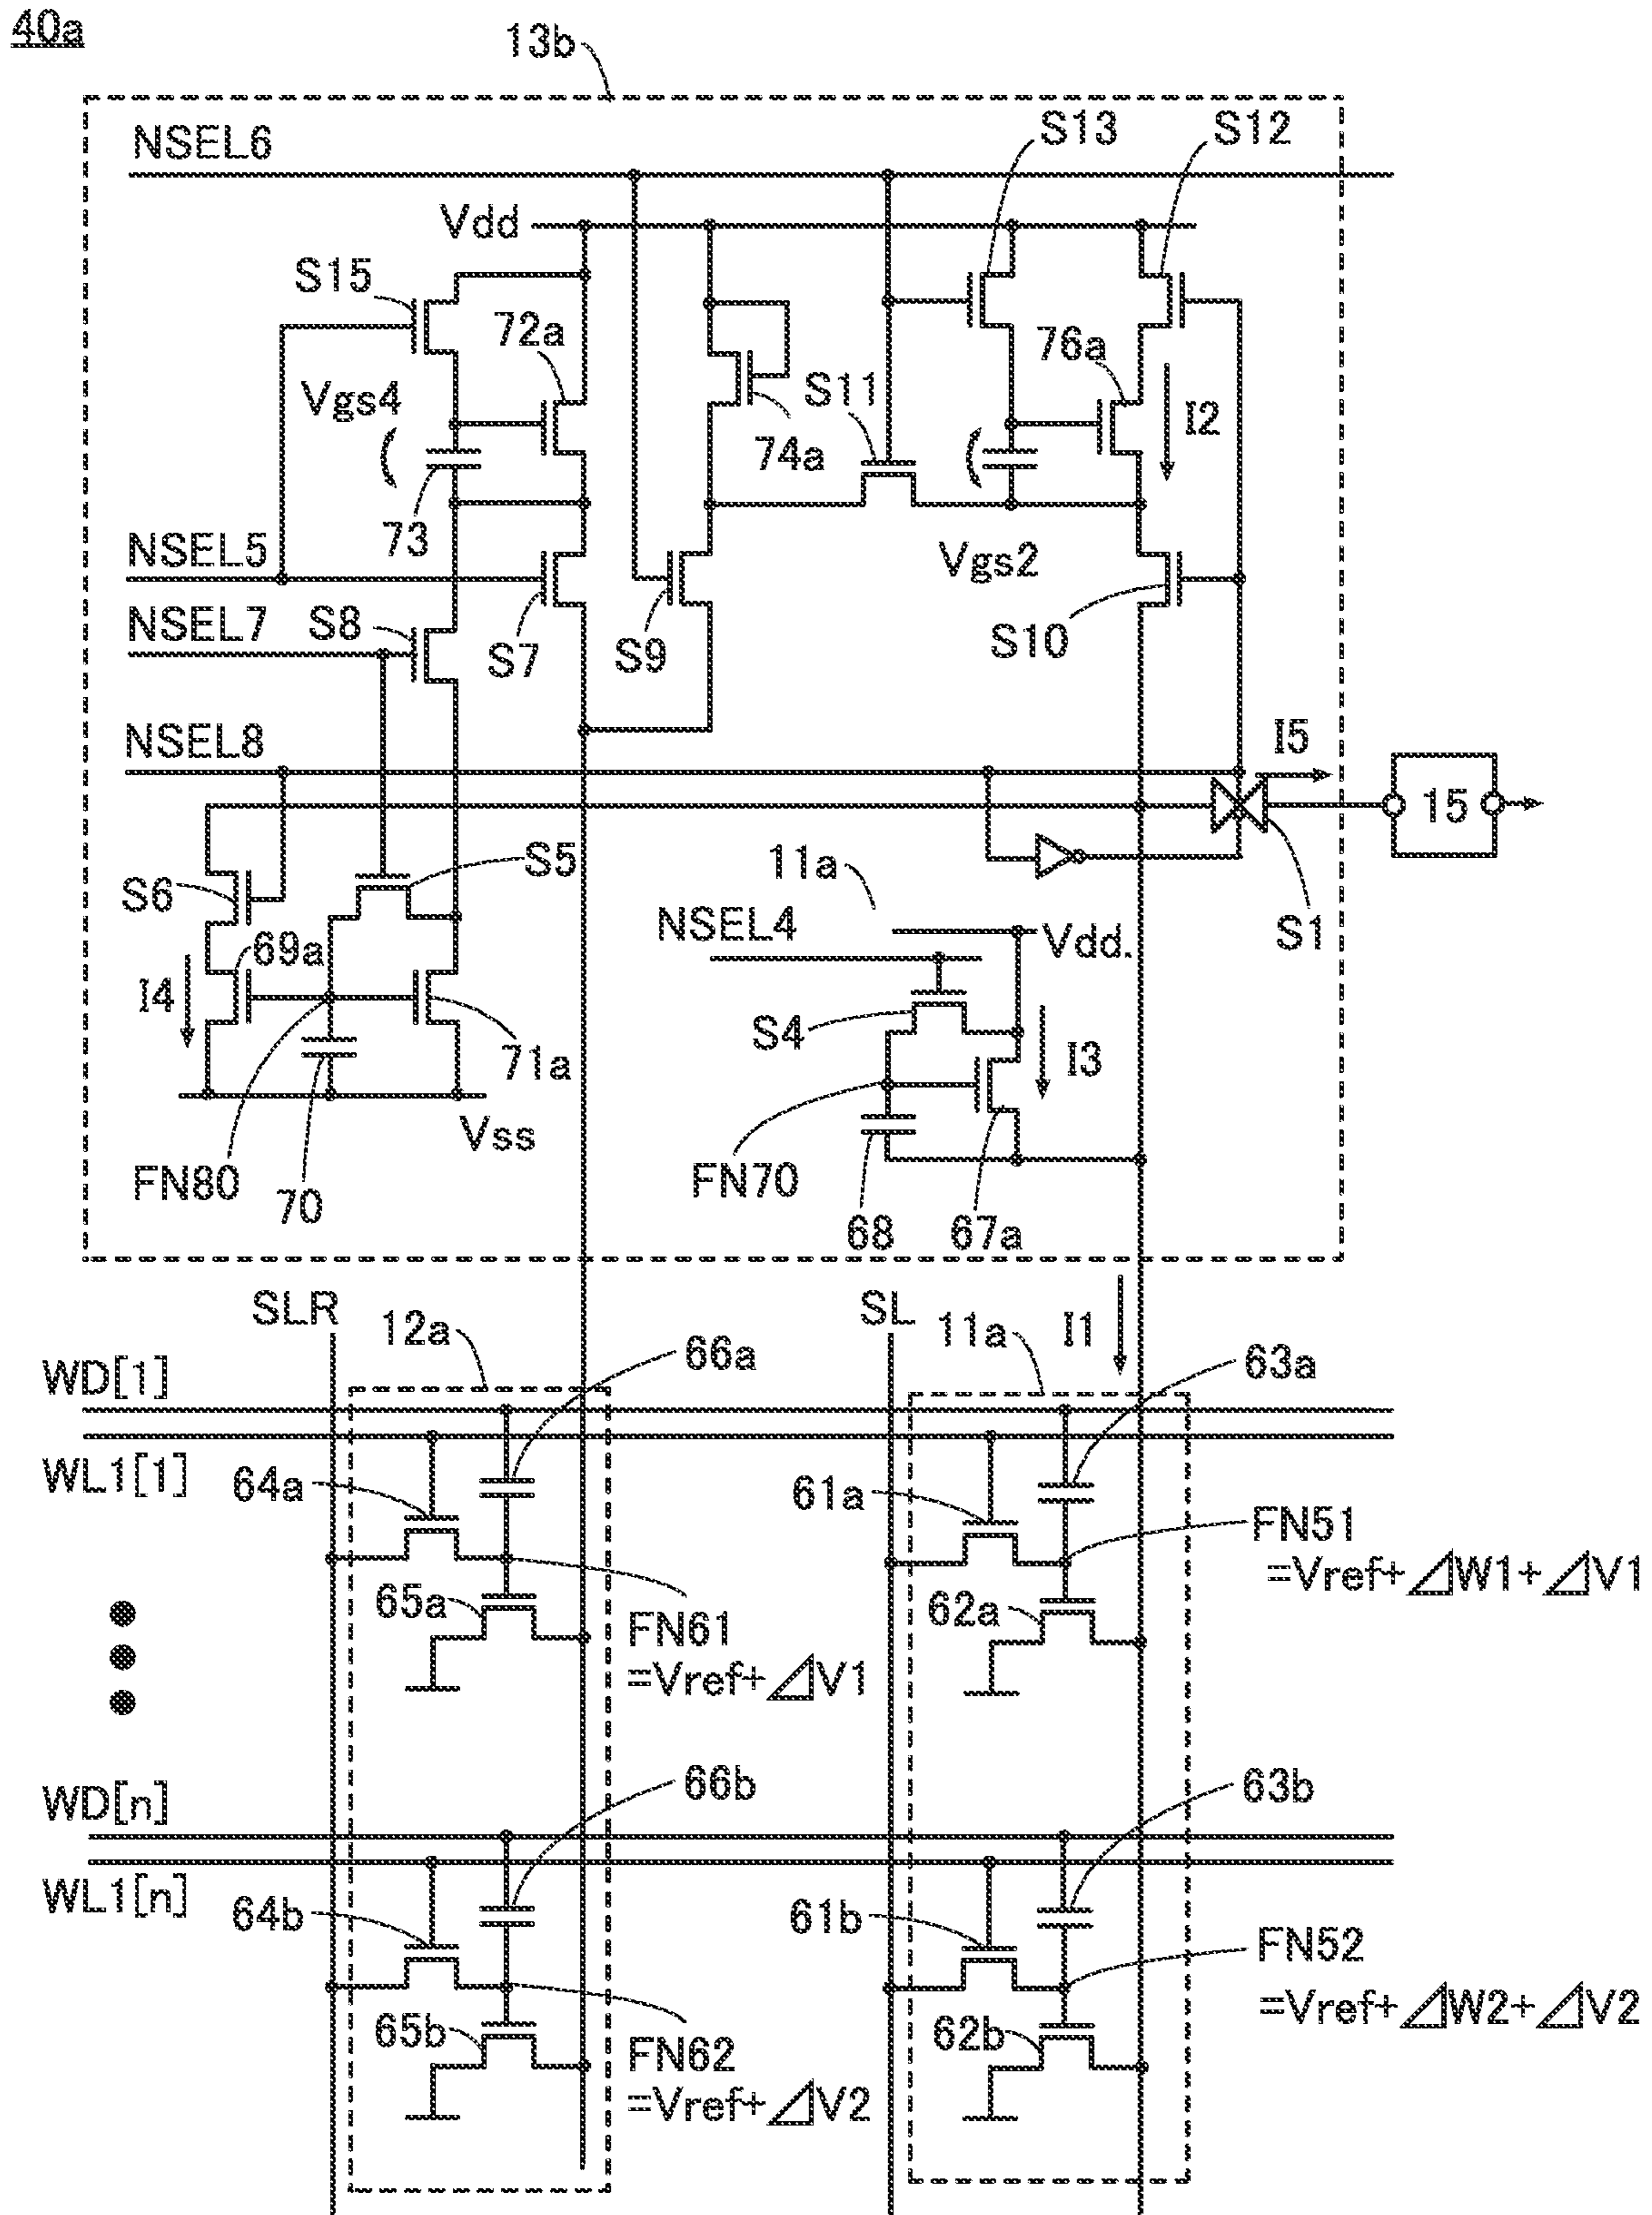 40a
13b
NSEL6
S13
S12
Vdd
S15
72a
76a
Vgs4
S11
I2
74a
73
NSEL5
Vgs2
NSEL7
S8
S7
S9
S10
NSEL8
I5
15
S5
11a
S6
NSEL4
S1
69a
Vdd.
I4
S4
I3
71a
Vss
FN80
70
FN70
68
67a
SLR
12a
SL
11a
I1
66a
63a
WD[1]
WL1[1]
64a
61a
FN51
=Vref+⊿W1+⊿V1
65a
62a
FN61
=Vref+⊿V1
66b
63b
WD[n]
WL1[n]
64b
61b
FN52
=Vref+⊿W2+⊿V2
65b
62b
FN62
=Vref+⊿V2